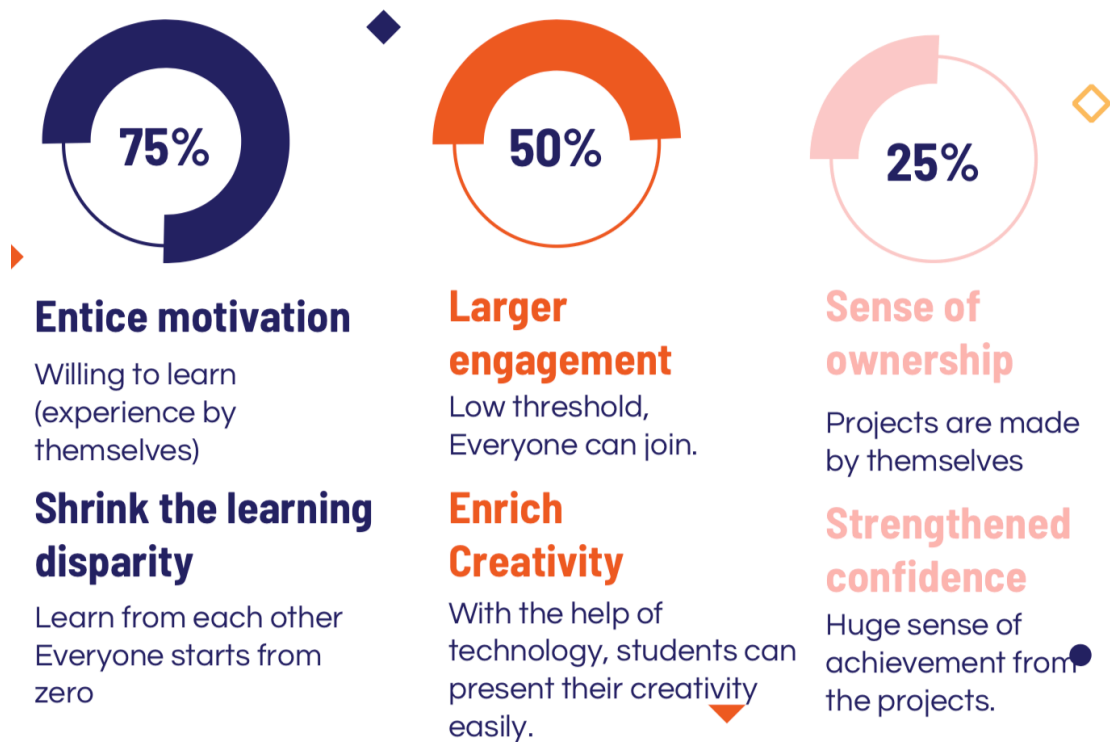 75%
Entice motivation
Willing to learn
(experience by
themselves)
Shrink the learning
disparity
Learn from each other
Everyone starts from
zero
50%
Larger
engagement
Low threshold,
Everyone can join.
Enrich
Creativity
With the help of
technology, students can
present their creativity
easily.
25%
Sense of
ownership
Projects are made
by themselves
Strengthened
confidence
Huge sense of
achievement from
the projects.